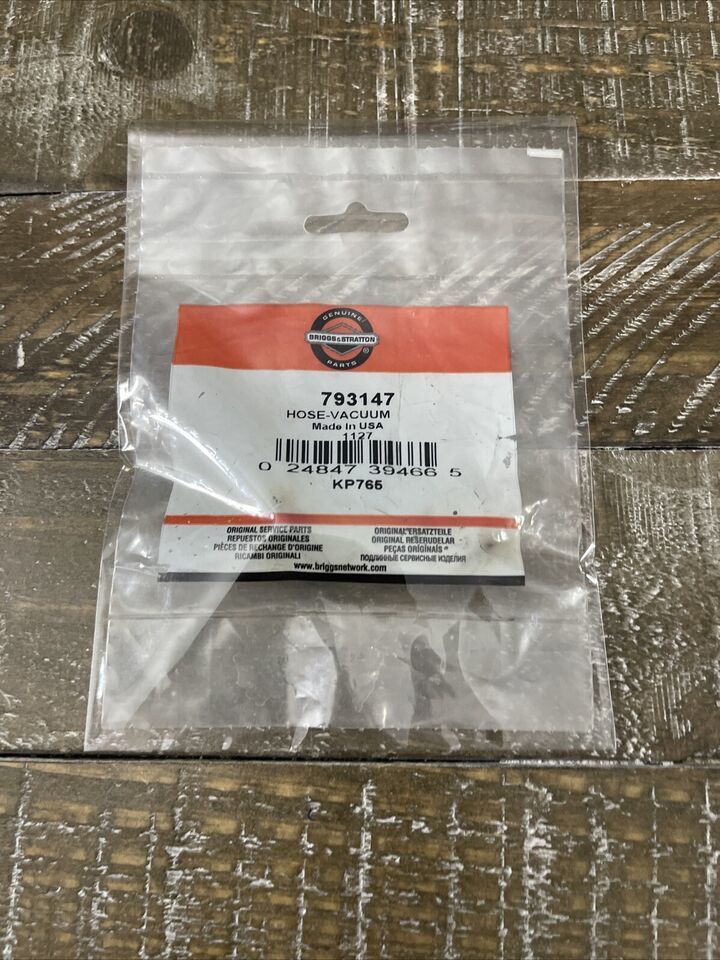 GENUINE
BRIGGS&STRATTON
®
PARTS
793147
HOSE-VACUUM
Made In USA
1127
0 24847 39466 5
KP765
ORIGINAL SERVICE PARTS
REPUESTOS ORIGINALES
PIÈCES DE RECHANGE D'ORIGINE
RICAMBI ORIGINALI
ORIGINAL ERSATZTEILE
ORIGINAL RESERUDELAR
PEÇAS ORIGINAIS
ПОДЛИННЫЕ СЕРВИСНЫЕ ИЗДЕЛИЯ
www.briggsnetwork.com